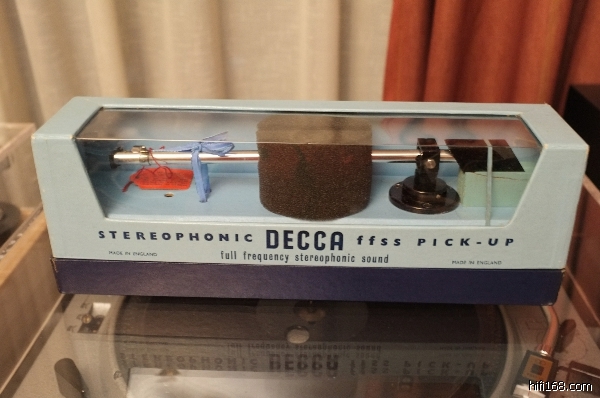 STEREOPHONIC DECCA ffss PICK-UP
MADE IN ENGLAND full frequency stereophonic sound MADE IN ENGLAND
hifi168.com